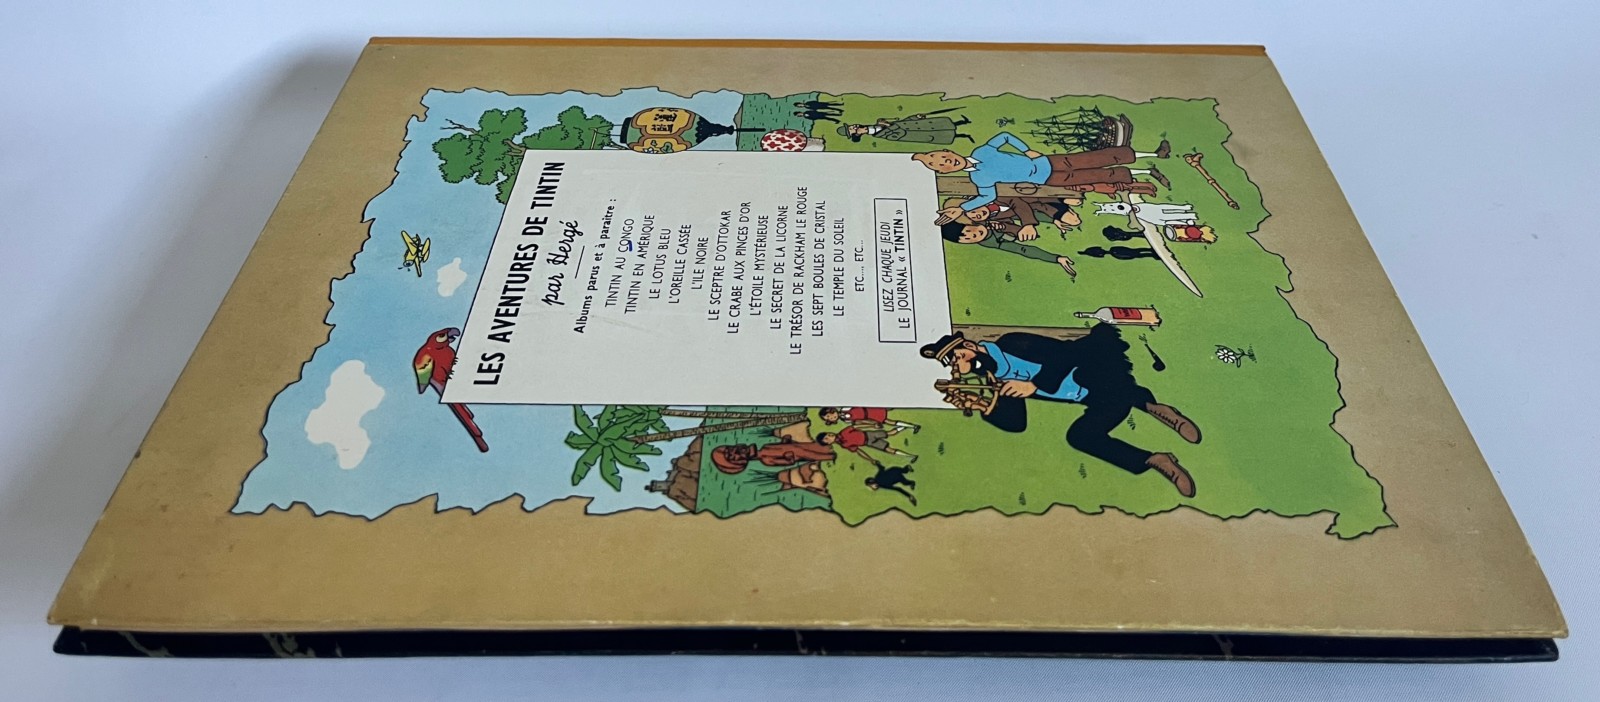 LES AVENTURES DE TINTIN
par Hergé
Albums parus et à paraître :
TINTIN AU CONGO
TINTIN EN AMÉRIQUE
LE LOTUS BLEU
L'OREILLE CASSÉE
L'ILE NOIRE
LE SCEPTRE D'OTTOKAR
LE CRABE AUX PINCES D'OR
L'ÉTOILE MYSTÉRIEUSE
LE SECRET DE LA LICORNE
LE TRÉSOR DE RACKHAM LE ROUGE
LES SEPT BOULES DE CRISTAL
LE TEMPLE DU SOLEIL
ETC..., ETC...
LISEZ CHAQUE JEUDI
LE JOURNAL « TINTIN »